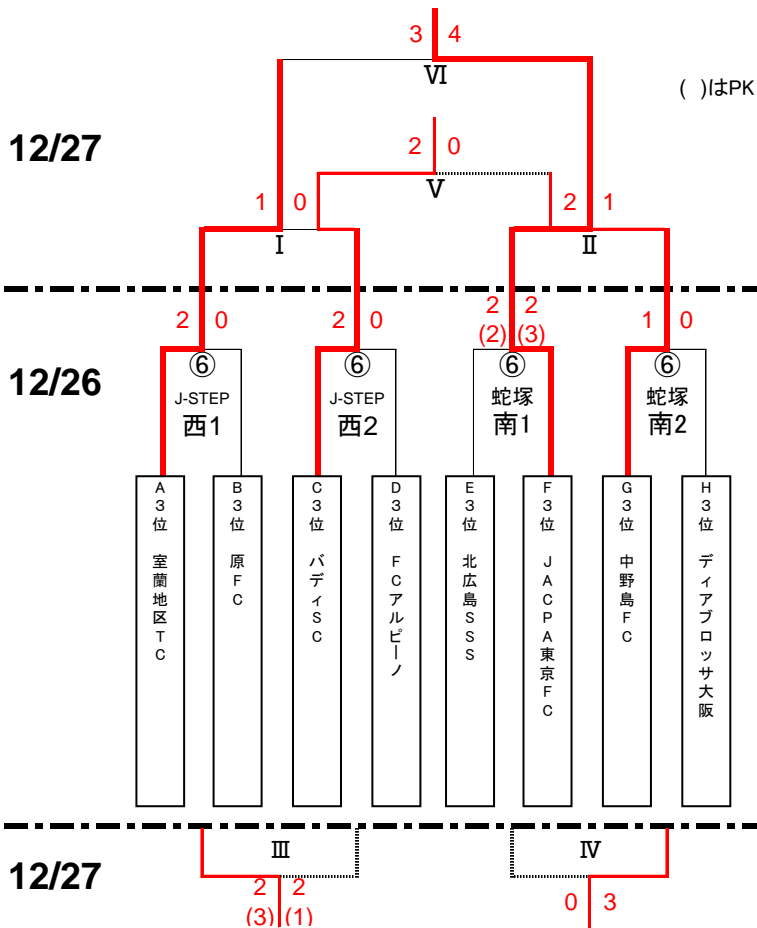 3 4
Ⅵ
( )はPK
12/27
2 0
Ⅴ
1 0
2 1
Ⅰ
Ⅱ
2 0
2 0
2 2
(2) (3)
1 0
12/26
⑥
J-STEP
西1
⑥
J-STEP
西2
⑥
蛇塚
南1
⑥
蛇塚
南2
A3位 室蘭地区TC
B3位 原FC
C3位 バディSC
D3位 FCアルピーノ
E3位 北広島SSS
F3位 JACPA東京FC
G3位 中野島FC
H3位 ディアブロッサ大阪
12/27
Ⅲ
2 2
(3) (1)
Ⅳ
0 3